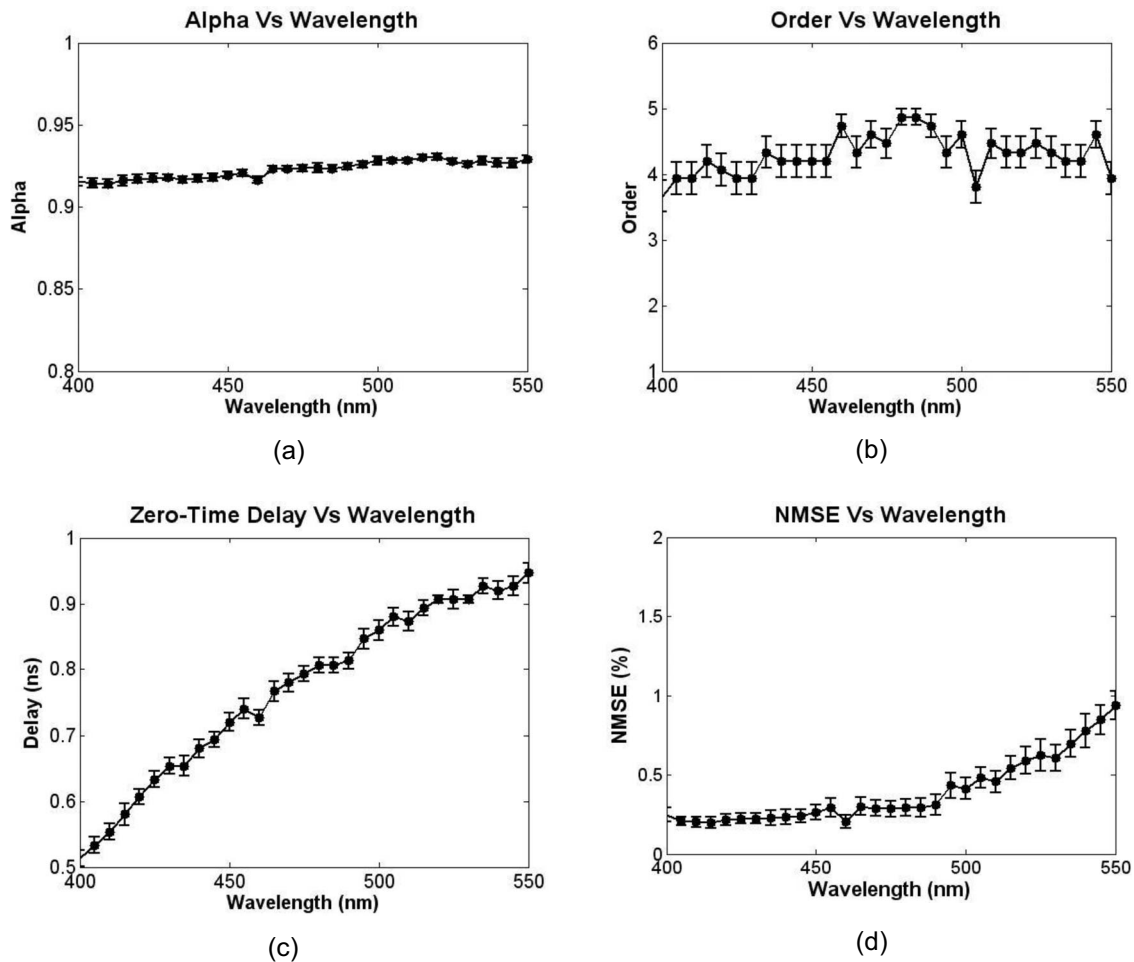 Alpha Vs Wavelength
1
0.95
0.9
0.85
0.8
Alpha
400
450
500
550
Wavelength (nm)
(a)
Order Vs Wavelength
6
5
4
3
2
1
Order
400
450
500
550
Wavelength (nm)
(b)
Zero-Time Delay Vs Wavelength
1
0.9
0.8
0.7
0.6
0.5
Delay (ns)
400
450
500
550
Wavelength (nm)
(c)
NMSE Vs Wavelength
2
1.5
1
0.5
0
NMSE (%)
400
450
500
550
Wavelength (nm)
(d)